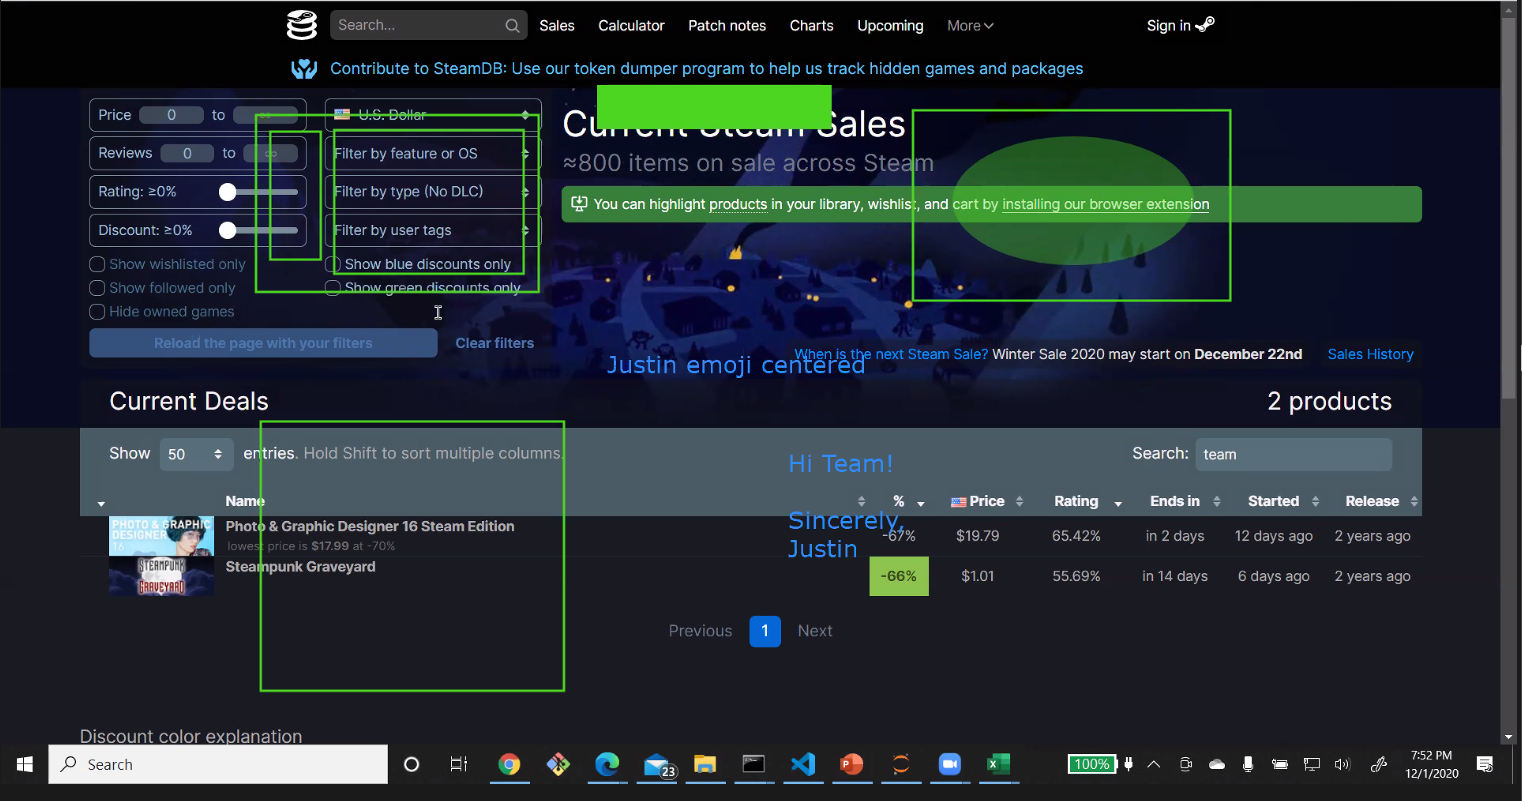 Search...
Sales
Calculator
Patch notes
Charts
Upcoming
More
Sign in
Contribute to SteamDB: Use our token dumper program to help us track hidden games and packages
Price 0 to ∞
U.S. Dollar
Reviews 0 to ∞
Filter by feature or OS
Rating: ≥0%
Filter by type (No DLC)
Discount: ≥0%
Filter by user tags
Show wishlisted only
Show blue discounts only
Show followed only
Show green discounts only
Hide owned games
Reload the page with your filters
Clear filters
Current Steam Sales
≈800 items on sale across Steam
You can highlight products in your library, wishlist, and cart by installing our browser extension
When is the next Steam Sale? Winter Sale 2020 may start on December 22nd
Sales History
Justin emoji centered
Current Deals
2 products
Show 50 entries. Hold Shift to sort multiple columns.
Search: team
Hi Team!
Sincerely,
Justin
Name % Price Rating Ends in Started Release
PHOTO & GRAPHIC
DESIGNER
16
Photo & Graphic Designer 16 Steam Edition
lowest price is $17.99 at -70%
-67% $19.79 65.42% in 2 days 12 days ago 2 years ago
STEAMPUNK
GRAVEYARD
Steampunk Graveyard
-66% $1.01 55.69% in 14 days 6 days ago 2 years ago
Previous 1 Next
Discount color explanation
Search
23
100%
7:52 PM
12/1/2020